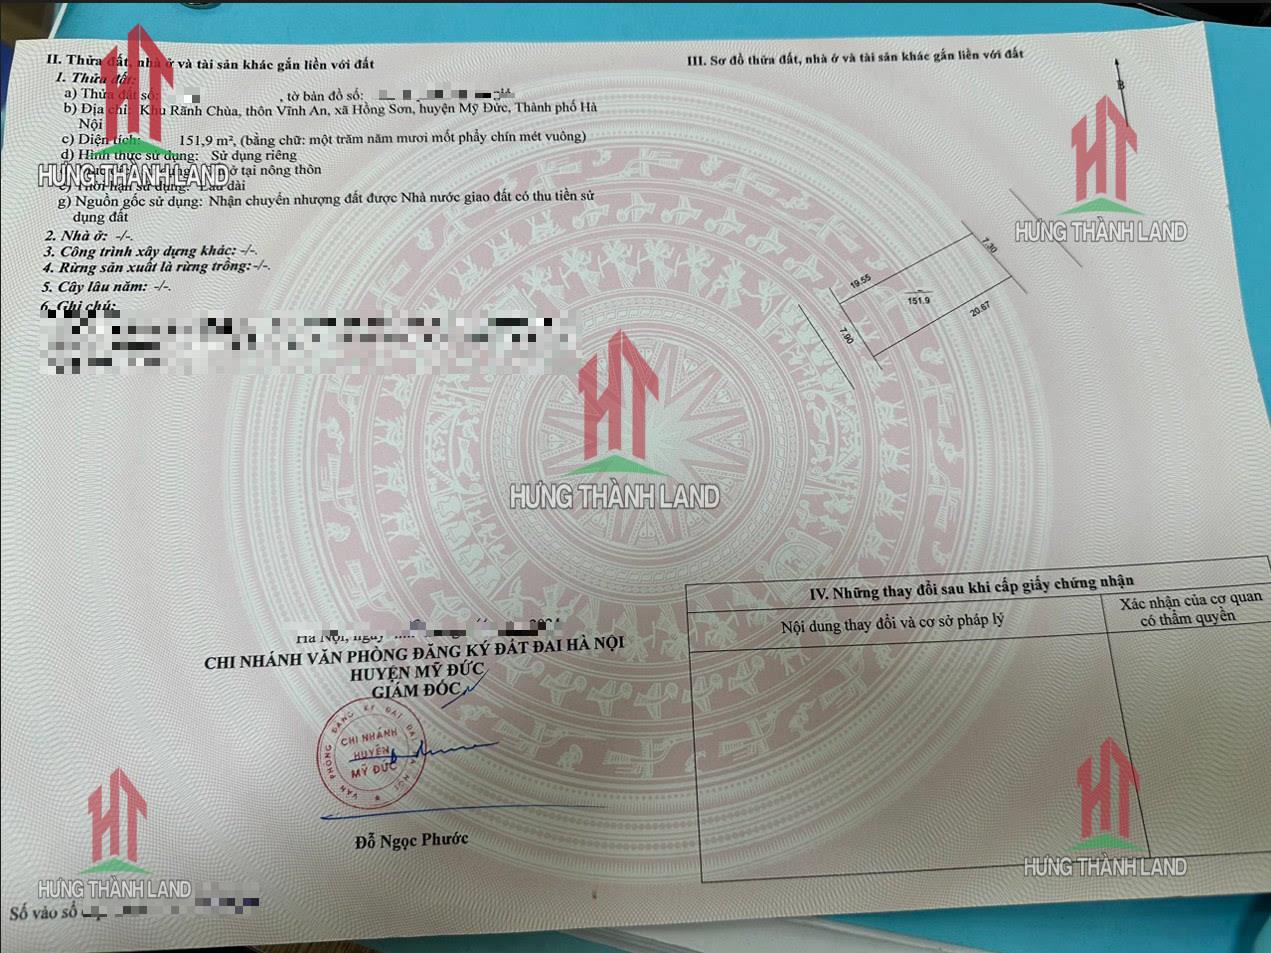 II. Thửa đất, nhà ở và tài sản khác gắn liền với đất
1. Thửa đất:
a) Thửa đất số: , tờ bản đồ số:
b) Địa chỉ: Khu Rãnh Chùa, thôn Vĩnh An, xã Hồng Sơn, huyện Mỹ Đức, Thành phố Hà
Nội
c) Diện tích: 151,9 m², (bằng chữ: một trăm năm mươi mốt phẩy chín mét vuông)
d) Hình thức sử dụng: Sử dụng riêng
ở tại nông thôn
e) Thời hạn sử dụng: Lâu dài
g) Nguồn gốc sử dụng: Nhận chuyển nhượng đất được Nhà nước giao đất có thu tiền sử
dụng đất
2. Nhà ở: -/-.
3. Công trình xây dựng khác: -/-.
4. Rừng sản xuất là rừng trồng:-/-.
5. Cây lâu năm: -/-.
6. Ghi chú:
Hà Nội, ngày
CHI NHÁNH VĂN PHÒNG ĐĂNG KÝ ĐẤT ĐAI HÀ NỘI
HUYỆN MỸ ĐỨC
GIÁM ĐỐC
VĂN PHÒNG ĐĂNG KÝ ĐẤT ĐAI HÀ NỘI
CHI NHÁNH
HUYỆN
MỸ ĐỨC
Đỗ Ngọc Phước
Số vào sổ
III. Sơ đồ thửa đất, nhà ở và tài sản khác gắn liền với đất
B
7.30
19.55
151.9
20.67
7.90
IV. Những thay đổi sau khi cấp giấy chứng nhận
Nội dung thay đổi và cơ sở pháp lý
Xác nhận của cơ quan
có thẩm quyền
HƯNG THÀNH LAND
HƯNG THÀNH LAND
HƯNG THÀNH LAND
HƯNG THÀNH LAND
HƯNG THÀNH LAND